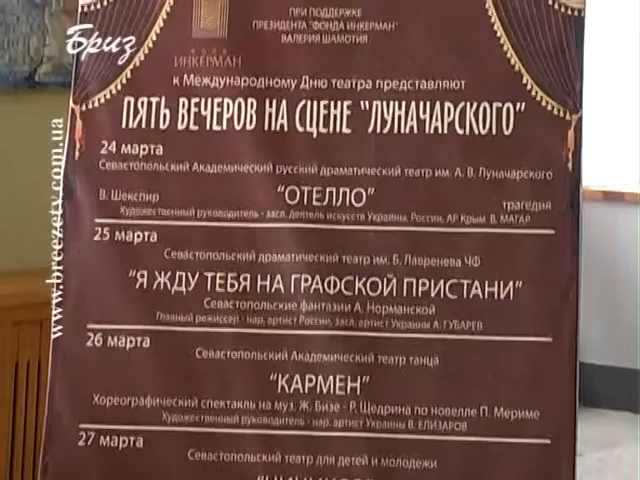 Бриз
www.breezetv.com.ua
ПРИ ПОДДЕРЖКЕ
ПРЕЗИДЕНТА "ФОНДА ИНКЕРМАН"
ВАЛЕРИЯ ШАМОТИЯ
ФОНД
ИНКЕРМАН
к Международному Дню театра представляют
ПЯТЬ ВЕЧЕРОВ НА СЦЕНЕ "ЛУНАЧАРСКОГО"
24 марта
Севастопольский Академический русский драматический театр им. А. В. Луначарского
В. Шекспир "ОТЕЛЛО" трагедия
Художественный руководитель - засл. деятель искусств Украины, России, АР Крым В. МАГАР
25 марта
Севастопольский драматический театр им. Б. Лавренева ЧФ
"Я ЖДУ ТЕБЯ НА ГРАФСКОЙ ПРИСТАНИ"
Севастопольские фантазии А. Норманской
Главный режиссер - нар. артист России, засл. артист Украины А. ГУБАРЕВ
26 марта
Севастопольский Академический театр танца
"КАРМЕН"
Хореографический спектакль на муз. Ж. Бизе - Р. Щедрина по новелле П. Мериме
Художественный руководитель - нар. артист Украины В. ЕЛИЗАРОВ
27 марта
Севастопольский театр для детей и молодежи